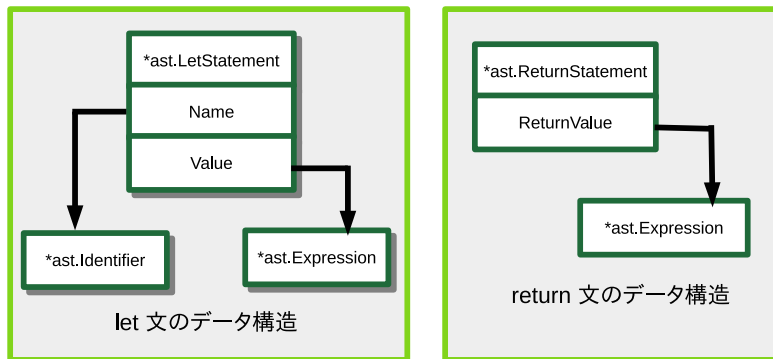 *ast.LetStatement
Name
Value
*ast.Identifier
*ast.Expression
let 文のデータ構造
*ast.ReturnStatement
ReturnValue
*ast.Expression
return 文のデータ構造